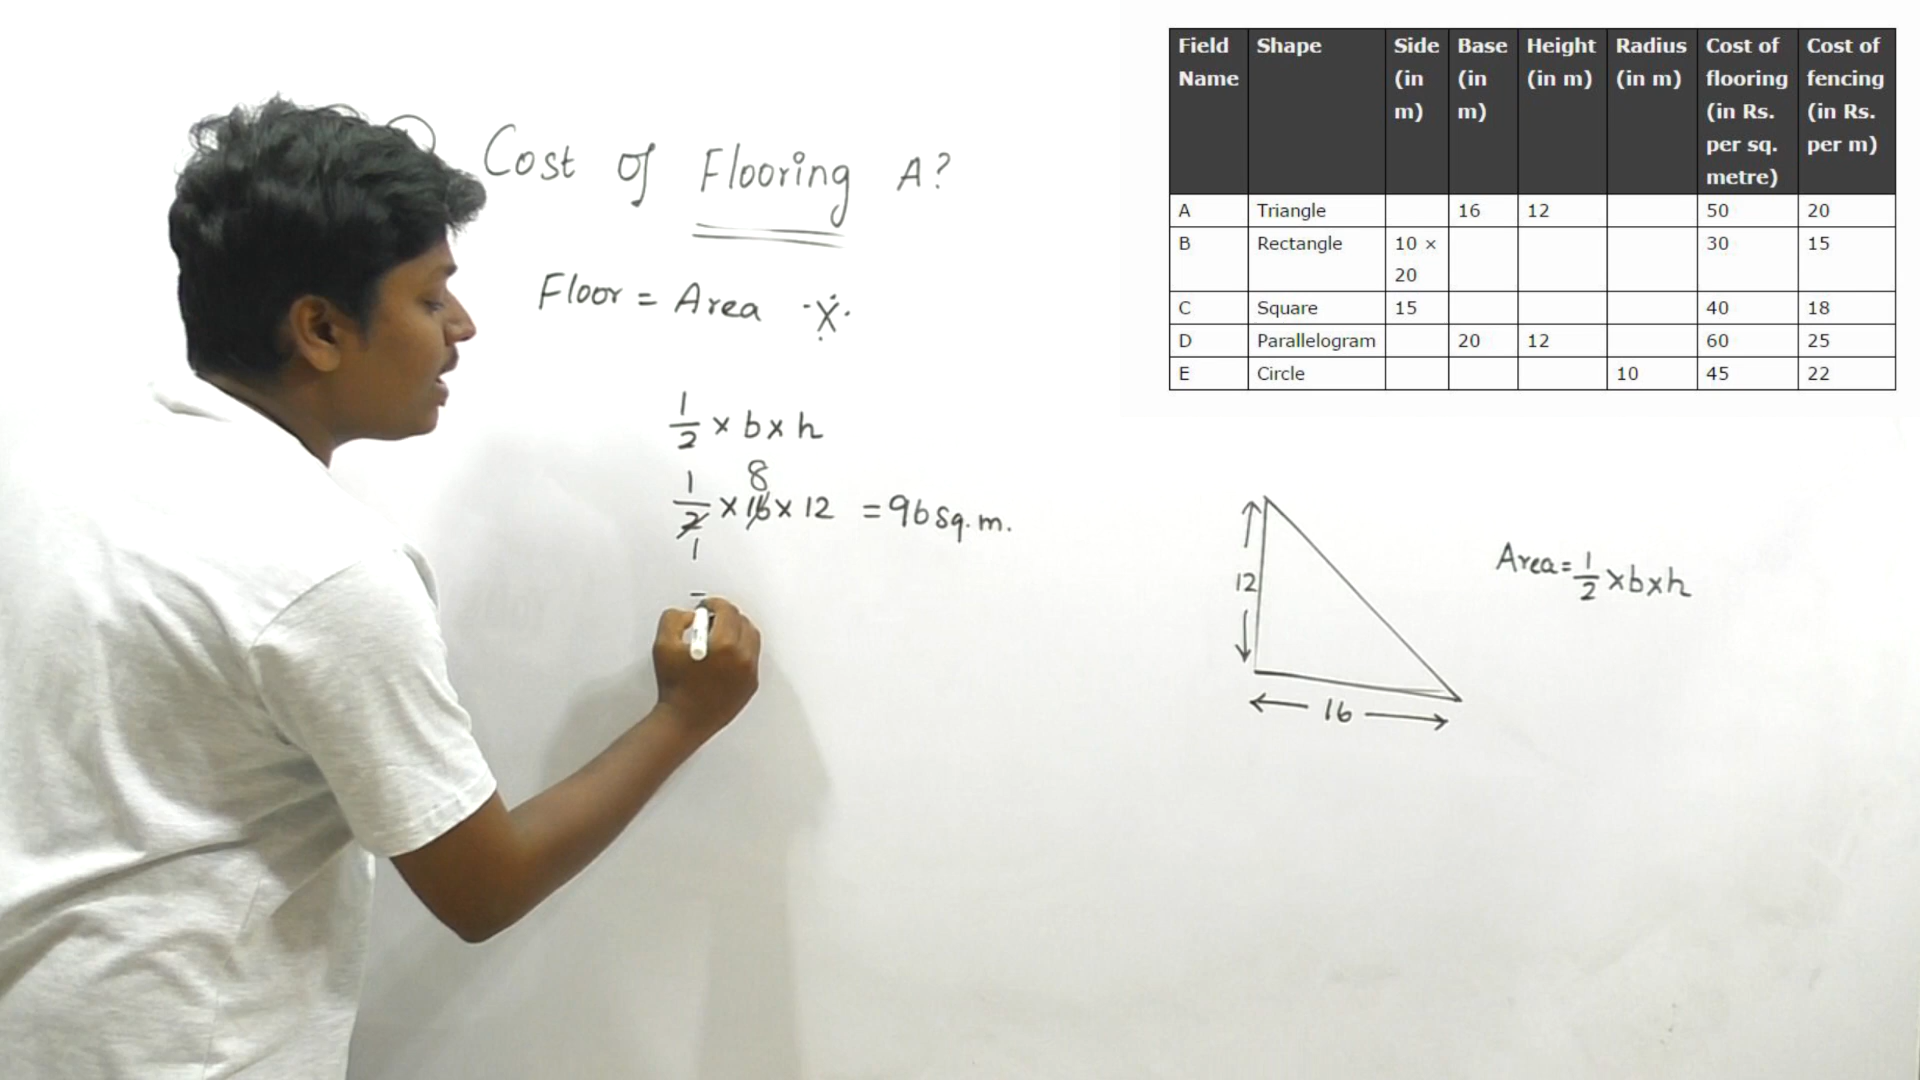 Cost of Flooring A?
Floor = Area
1/2 × b × h
8
1/2 × 16 × 12 = 96 sq. m.
1
=
Field Name Shape Side (in m) Base (in m) Height (in m) Radius (in m) Cost of flooring (in Rs. per sq. metre) Cost of fencing (in Rs. per m)
A Triangle 16 12 50 20
B Rectangle 10 × 20 30 15
C Square 15 40 18
D Parallelogram 20 12 60 25
E Circle 10 45 22
12
16
Area = 1/2 × b × h